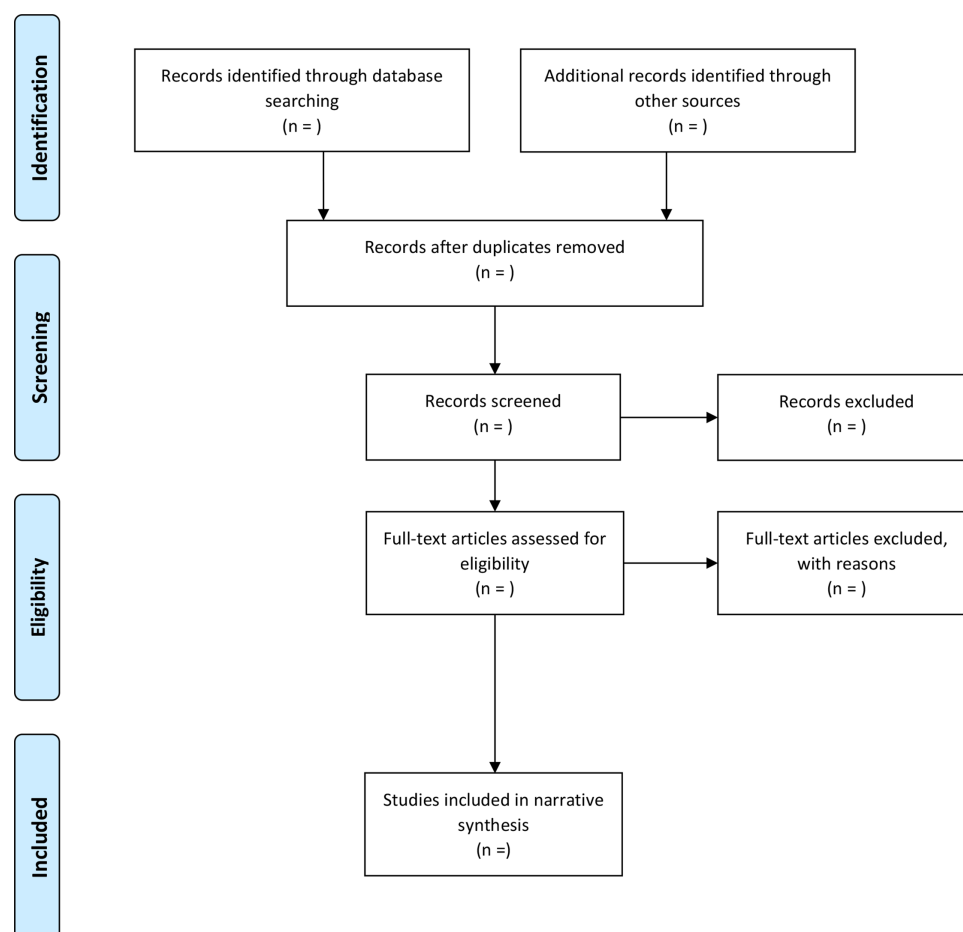 Identification
Records identified through database
searching
(n = )
Additional records identified through
other sources
(n = )
Records after duplicates removed
(n = )
Screening
Records screened
(n = )
Records excluded
(n = )
Eligibility
Full-text articles assessed for
eligibility
(n = )
Full-text articles excluded,
with reasons
(n = )
Included
Studies included in narrative
synthesis
(n =)